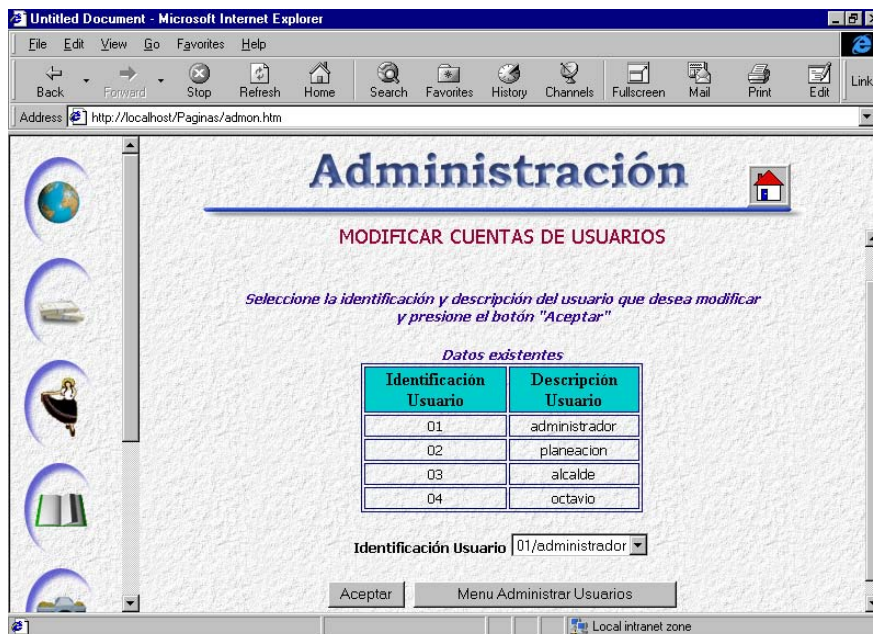 Untitled Document - Microsoft Internet Explorer
File Edit View Go Favorites Help
Back Forward Stop Refresh Home Search Favorites History Channels Fullscreen Mail Print Edit Link
Address http://localhost/Paginas/admon.htm
Administración
MODIFICAR CUENTAS DE USUARIOS
Seleccione la identificación y descripción del usuario que desea modificar
y presione el botón "Aceptar"
Datos existentes
Identificación Usuario Descripción Usuario
01 administrador
02 planeacion
03 alcalde
04 octavio
Identificación Usuario 01/administrador
Aceptar Menu Administrar Usuarios
Local intranet zone